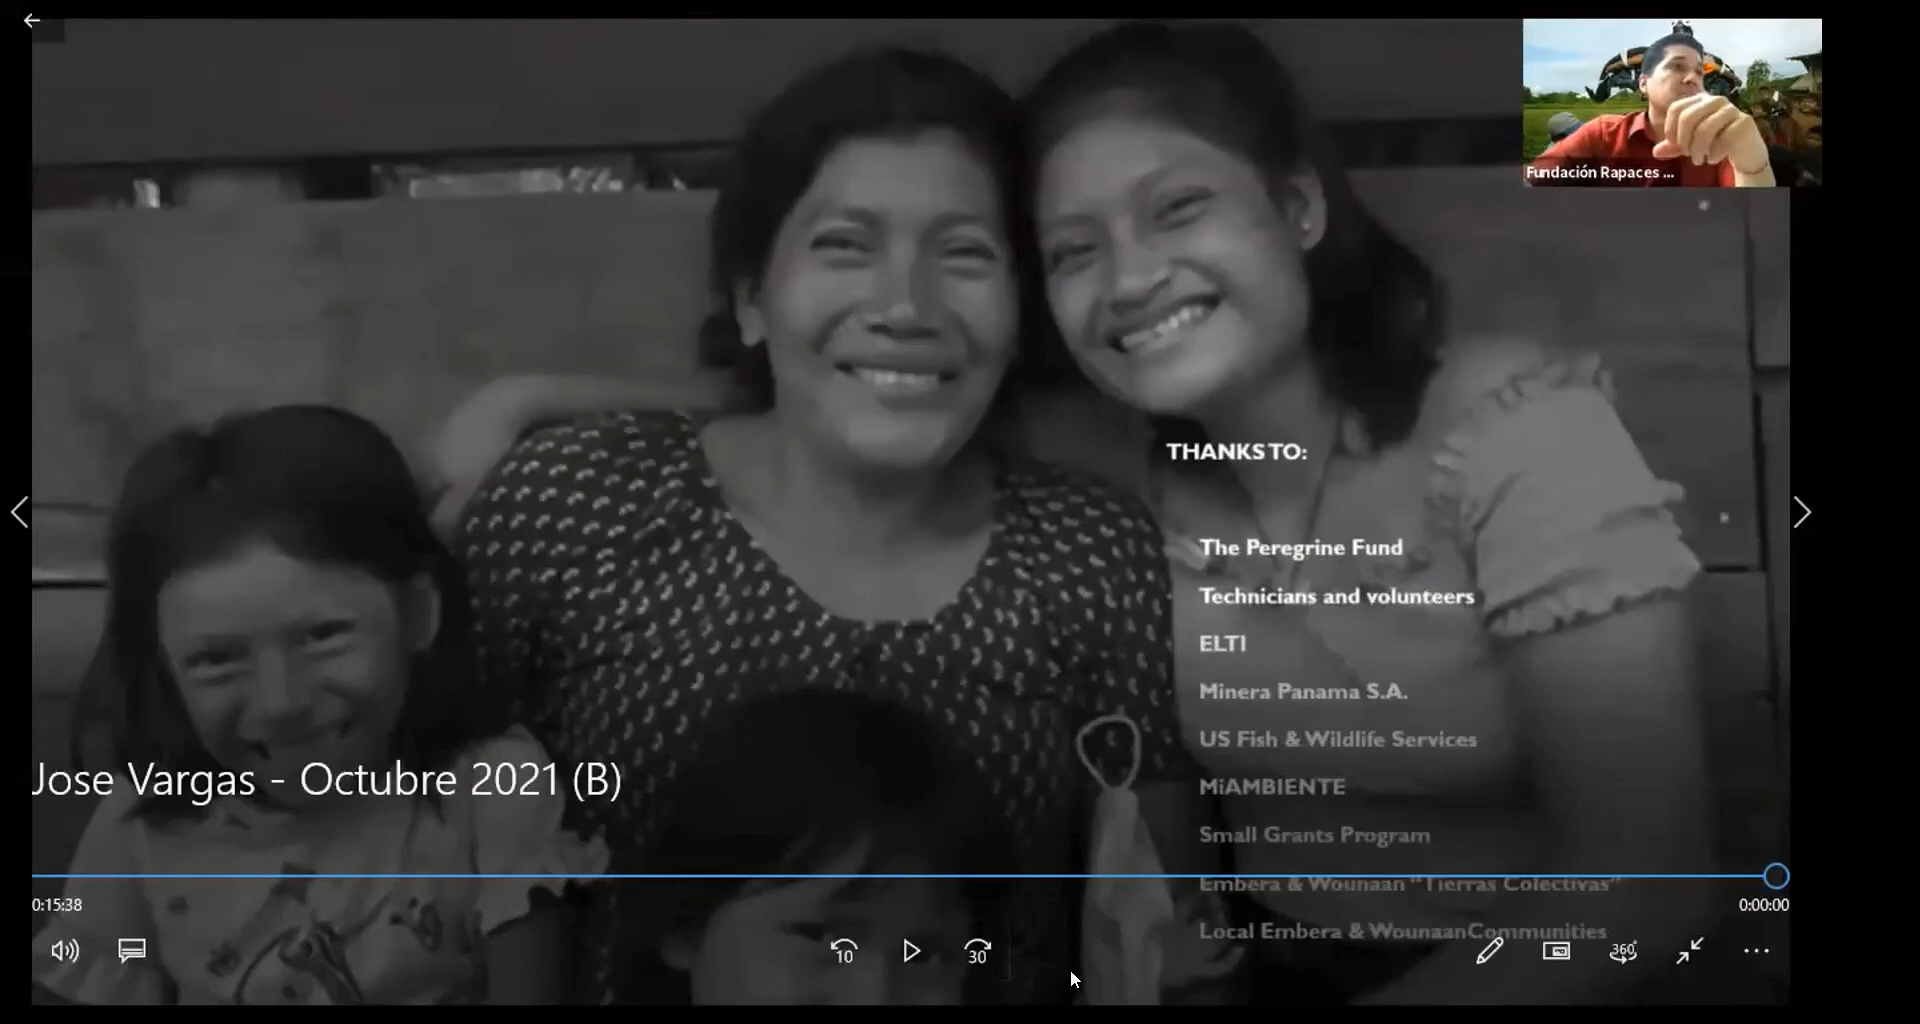 Fundación Rapaces ...
THANKS TO:
The Peregrine Fund
Technicians and volunteers
ELTI
Minera Panama S.A.
US Fish & Wildlife Services
MiAMBIENTE
Small Grants Program
Embera & Wounaan "Tierras Colectivas"
Local Embera & WounaanCommunities
Jose Vargas - Octubre 2021 (B)
0:15:38
0:00:00
10
30
360°